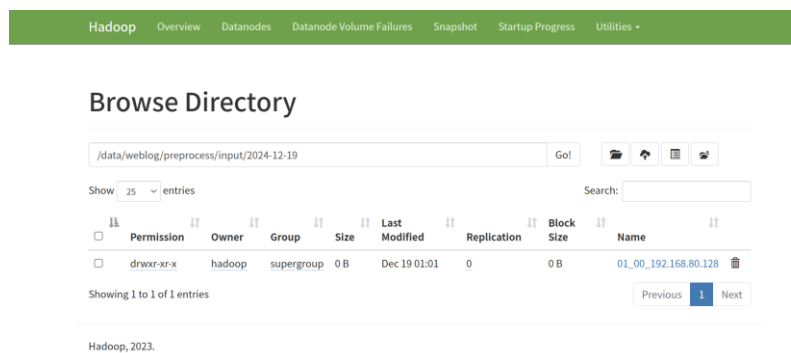 Hadoop Overview Datanodes Datanode Volume Failures Snapshot Startup Progress Utilities
Browse Directory
/data/weblog/preprocess/input/2024-12-19 Go!
Show 25 entries Search:
Permission Owner Group Size Last Modified Replication Block Size Name
drwxr-xr-x hadoop supergroup 0 B Dec 19 01:01 0 0 B 01_00_192.168.80.128
Showing 1 to 1 of 1 entries Previous 1 Next
Hadoop, 2023.